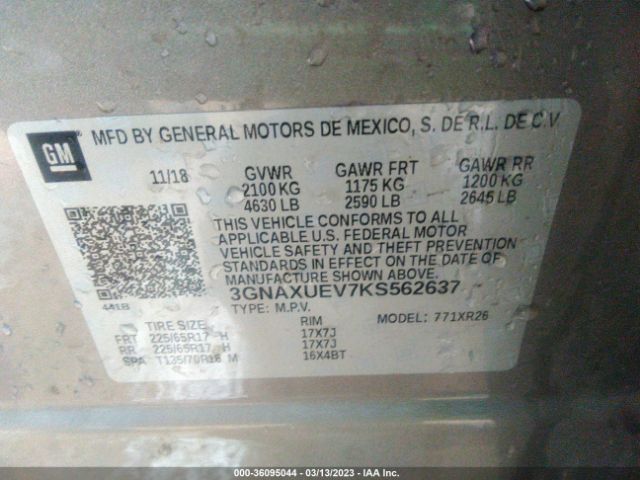 GM
MFD BY GENERAL MOTORS DE MEXICO, S. DE R.L. DE C.V
11/18 GVWR GAWR FRT GAWR RR
2100 KG 1175 KG 1200 KG
4630 LB 2590 LB 2645 LB
THIS VEHICLE CONFORMS TO ALL
APPLICABLE U.S. FEDERAL MOTOR
VEHICLE SAFETY AND THEFT PREVENTION
STANDARDS IN EFFECT ON THE DATE OF
MANUFACTURE SHOWN ABOVE.
3GNAXUEV7KS562637
441B TYPE: M.P.V. MODEL: 771XR26
TIRE SIZE RIM
FRT 225/65R17 H 17X7J
RR 225/65R17 H 17X7J
SPA T135/70R16 M 16X4BT
000-36095044 / 03/13/2023 - IAA Inc.